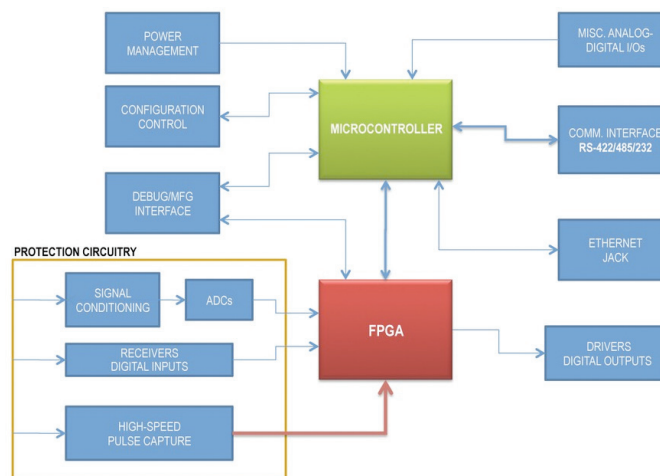 POWER
MANAGEMENT
MISC. ANALOG-
DIGITAL I/Os
CONFIGURATION
CONTROL
MICROCONTROLLER
COMM. INTERFACE
RS-422/485/232
DEBUG/MFG
INTERFACE
ETHERNET
JACK
PROTECTION CIRCUITRY
SIGNAL
CONDITIONING
ADCs
FPGA
RECEIVERS
DIGITAL INPUTS
DRIVERS
DIGITAL OUTPUTS
HIGH-SPEED
PULSE CAPTURE